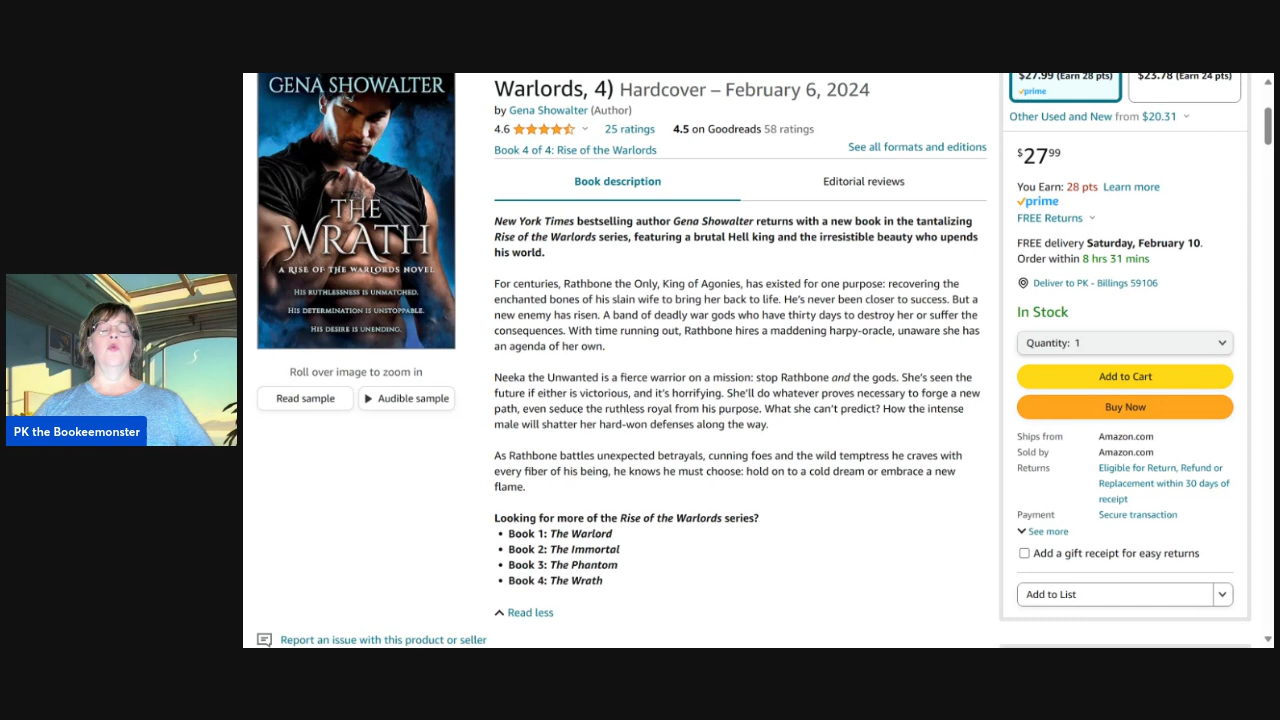 GENA SHOWALTER
THE
WRATH
A RISE OF THE WARLORDS NOVEL
HIS RUTHLESSNESS IS UNMATCHED.
HIS DETERMINATION IS UNSTOPPABLE.
HIS DESIRE IS UNENDING.
Roll over image to zoom in
Read sample
Audible sample
PK the Bookeemonster
Warlords, 4) Hardcover – February 6, 2024
by Gena Showalter (Author)
4.6 25 ratings 4.5 on Goodreads 58 ratings
Book 4 of 4: Rise of the Warlords
See all formats and editions
Book description
Editorial reviews
New York Times bestselling author Gena Showalter returns with a new book in the tantalizing
Rise of the Warlords series, featuring a brutal Hell king and the irresistible beauty who upends
his world.
For centuries, Rathbone the Only, King of Agonies, has existed for one purpose: recovering the
enchanted bones of his slain wife to bring her back to life. He's never been closer to success. But a
new enemy has risen. A band of deadly war gods who have thirty days to destroy her or suffer the
consequences. With time running out, Rathbone hires a maddening harpy-oracle, unaware she has
an agenda of her own.
Neeka the Unwanted is a fierce warrior on a mission: stop Rathbone and the gods. She's seen the
future if either is victorious, and it's horrifying. She'll do whatever proves necessary to forge a new
path, even seduce the ruthless royal from his purpose. What she can't predict? How the intense
male will shatter her hard-won defenses along the way.
As Rathbone battles unexpected betrayals, cunning foes and the wild temptress he craves with
every fiber of his being, he knows he must choose: hold on to a cold dream or embrace a new
flame.
Looking for more of the Rise of the Warlords series?
• Book 1: The Warlord
• Book 2: The Immortal
• Book 3: The Phantom
• Book 4: The Wrath
Read less
Report an issue with this product or seller
$27.99 (Earn 28 pts)
prime
$23.78 (Earn 24 pts)
Other Used and New from $20.31
$27 99
You Earn: 28 pts Learn more
prime
FREE Returns
FREE delivery Saturday, February 10.
Order within 8 hrs 31 mins
Deliver to PK - Billings 59106
In Stock
Quantity: 1
Add to Cart
Buy Now
Ships from Amazon.com
Sold by Amazon.com
Returns Eligible for Return, Refund or
Replacement within 30 days of
receipt
Payment Secure transaction
See more
Add a gift receipt for easy returns
Add to List